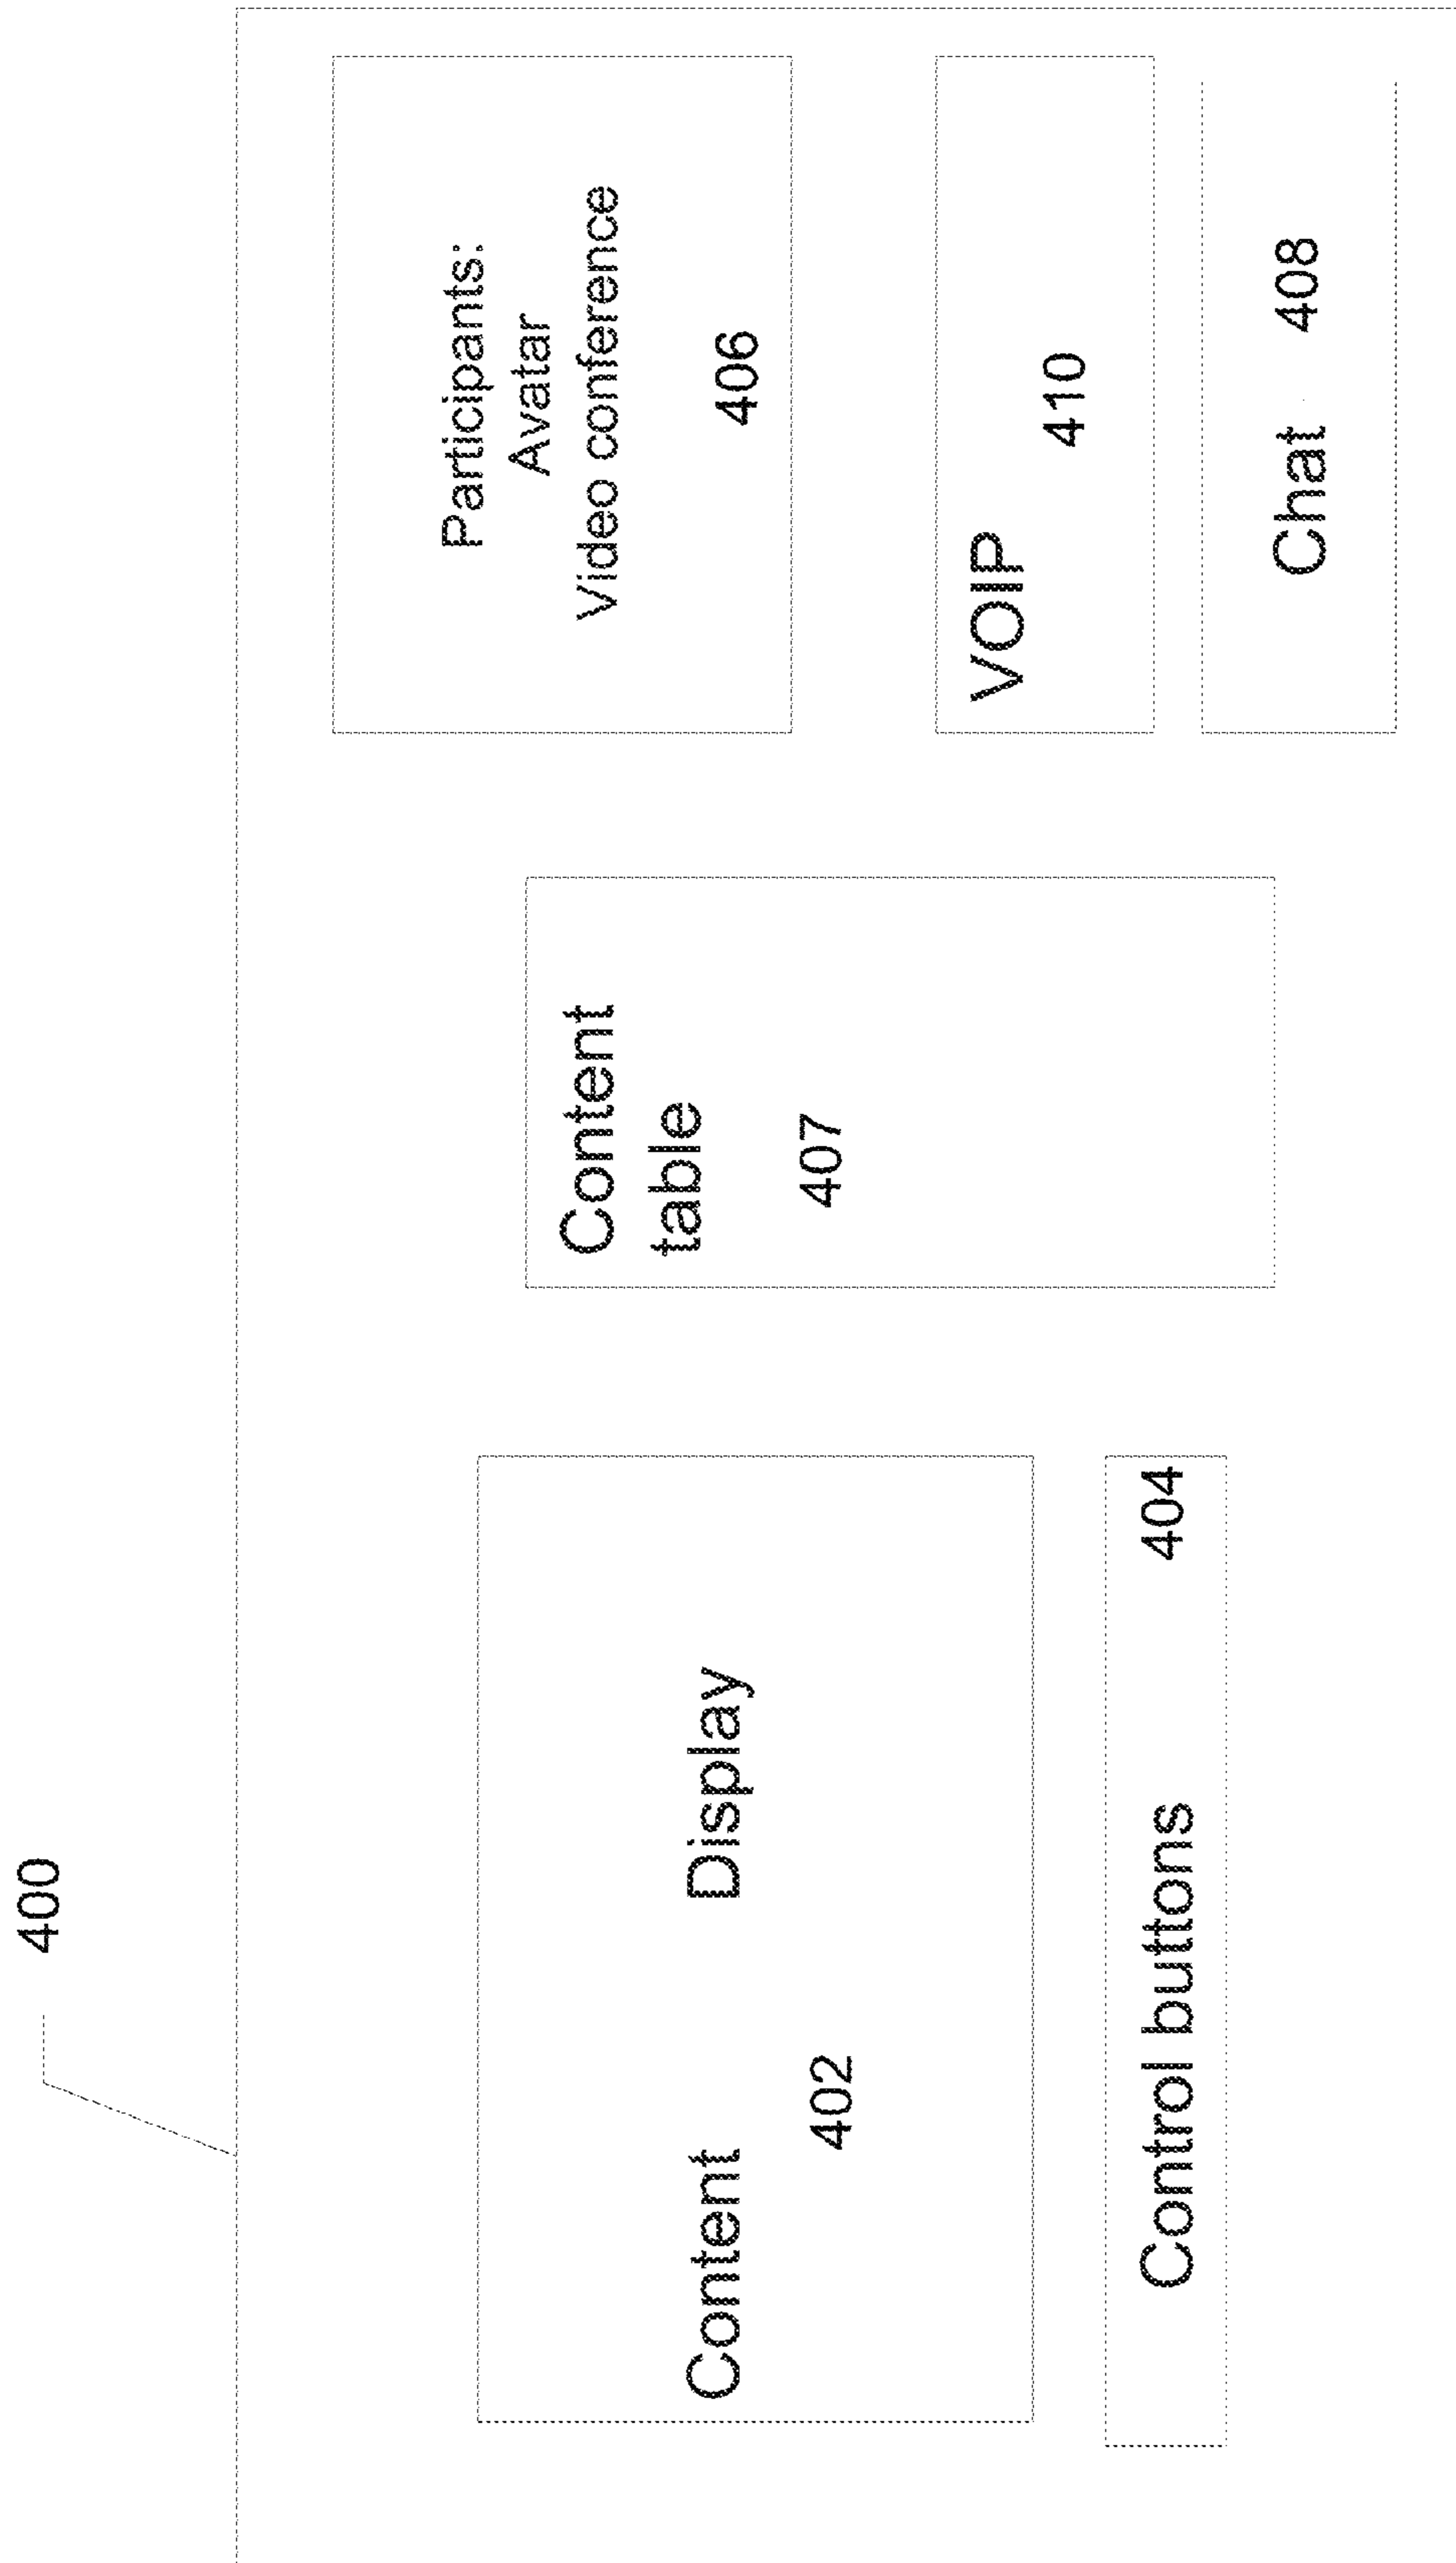 400
Content Display
402
Control buttons 404
Content
table
407
Participants:
Avatar
Video conference
406
VOIP
410
Chat 408